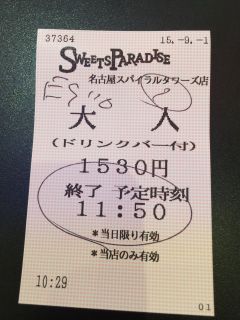 37364 15.-9.-1
SWEETS PARADISE
名古屋スパイラルタワーズ店
大 人
(ドリンクバー付)
1530円
終了 予定時刻
11:50
*当日限り有効
*当店のみ有効
10:29
01